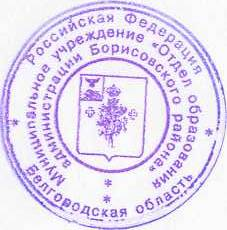 Российская Федерация
Белгородская область
Муниципальное учреждение «Отдел образования
администрации Борисовского района»